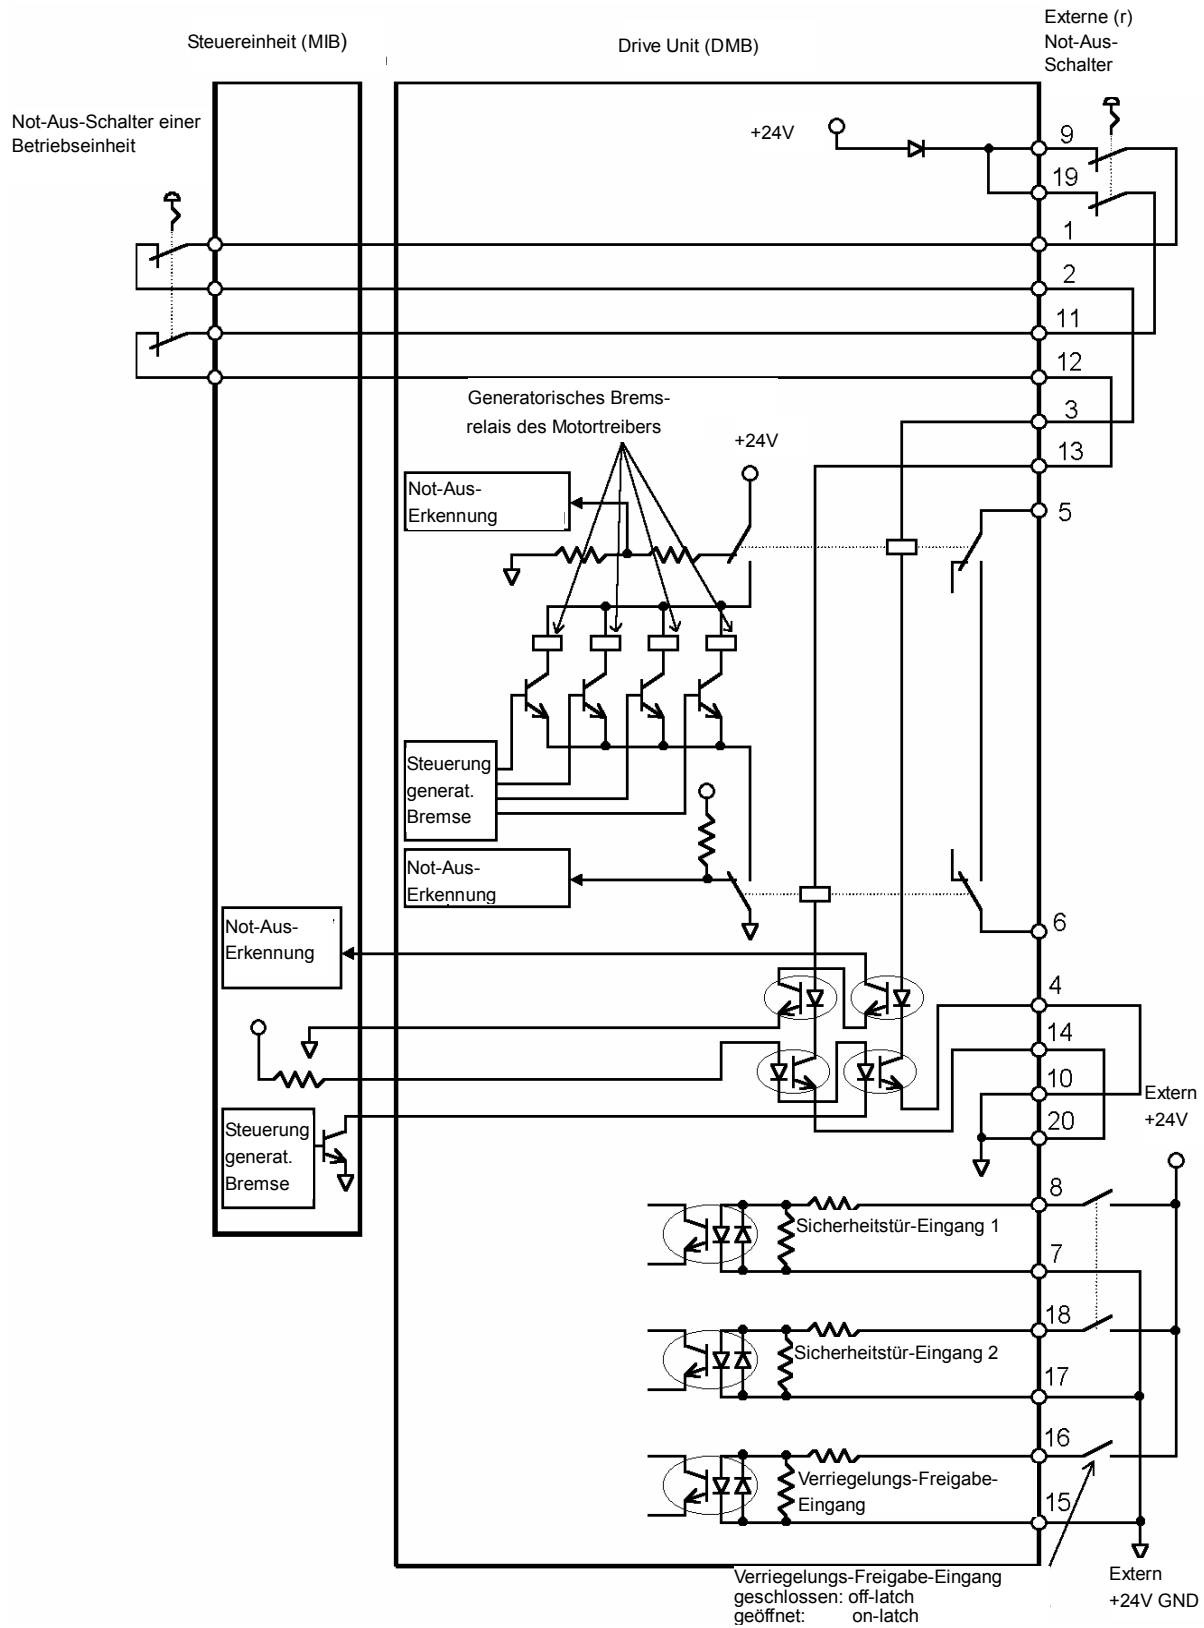 Steuereinheit (MIB)
Drive Unit (DMB)
Externe (r)
Not-Aus-
Schalter
Not-Aus-Schalter einer
Betriebseinheit
+24V
9
19
1
2
11
12
3
13
5
Generatorisches Brems-
relais des Motortreibers
+24V
Not-Aus-
Erkennung
Steuerung
generat.
Bremse
Not-Aus-
Erkennung
Not-Aus-
Erkennung
6
4
14
10
20
Extern
+24V
Steuerung
generat.
Bremse
8
Sicherheitstür-Eingang 1
7
18
Sicherheitstür-Eingang 2
17
16
Verriegelungs-Freigabe-
Eingang
15
Verriegelungs-Freigabe-Eingang
geschlossen: off-latch
geöffnet: on-latch
Extern
+24V GND